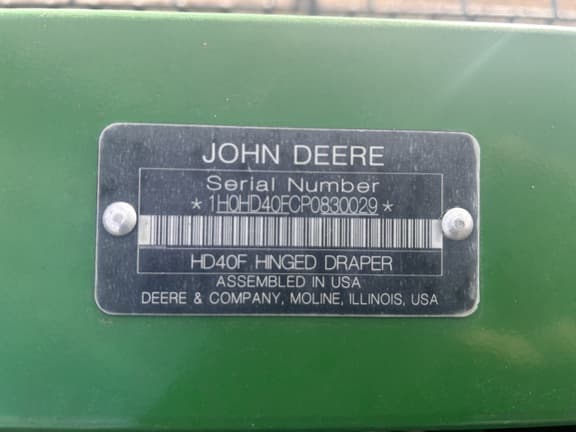 JOHN DEERE
Serial Number
*1H0HD40FCP0830029*
HD40F HINGED DRAPER
ASSEMBLED IN USA
DEERE & COMPANY, MOLINE, ILLINOIS, USA